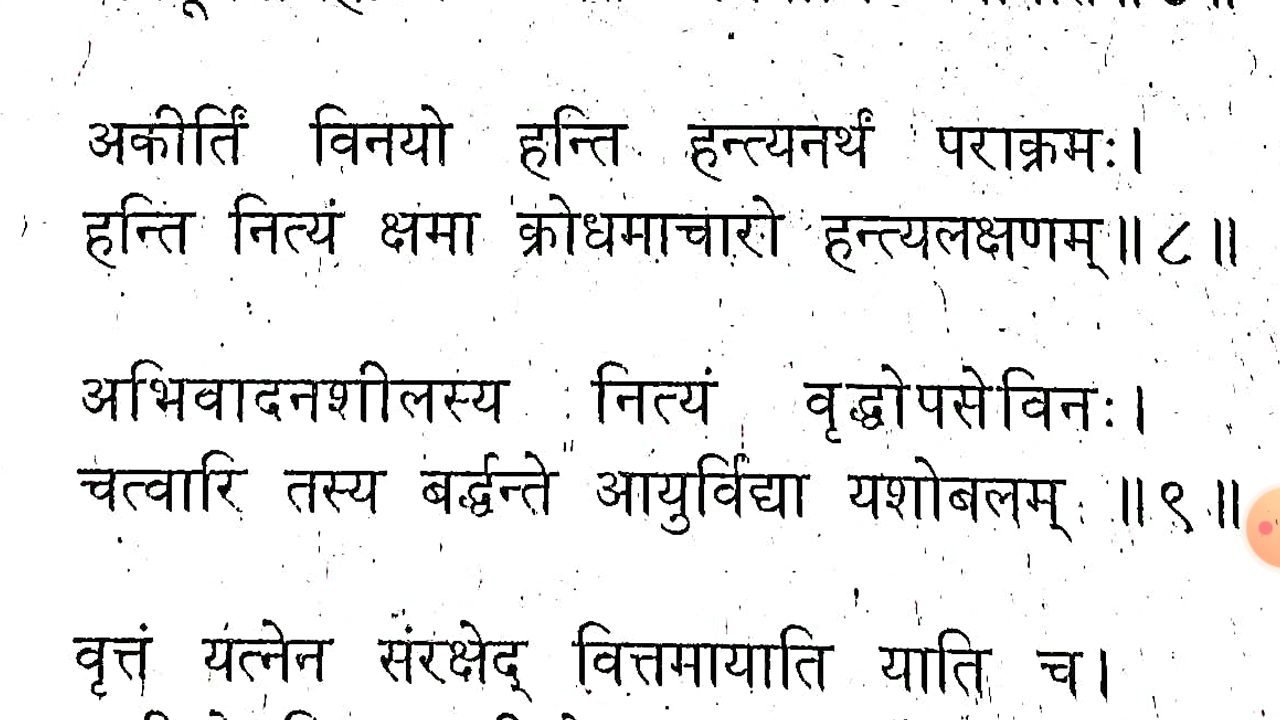 अकीर्तिं विनयो हन्ति हन्त्यनर्थं पराक्रमः।
हन्ति नित्यं क्षमा क्रोधमाचारो हन्त्यलक्षणम्॥८॥
अभिवादनशीलस्य नित्यं वृद्धोपसेविनः।
चत्वारि तस्य बर्द्धन्ते आयुर्विद्या यशोबलम् ॥९॥
वृत्तं यत्नेन संरक्षेद् वित्तमायाति याति च।